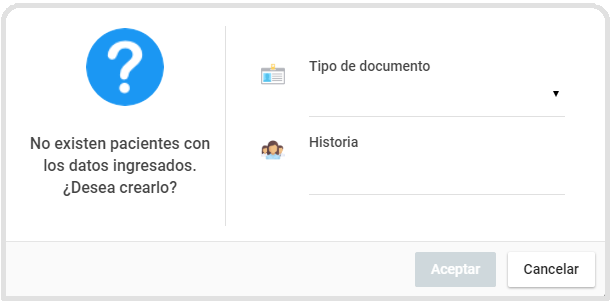 No existen pacientes con
los datos ingresados.
¿Desea crearlo?
Tipo de documento
Historia
Aceptar
Cancelar